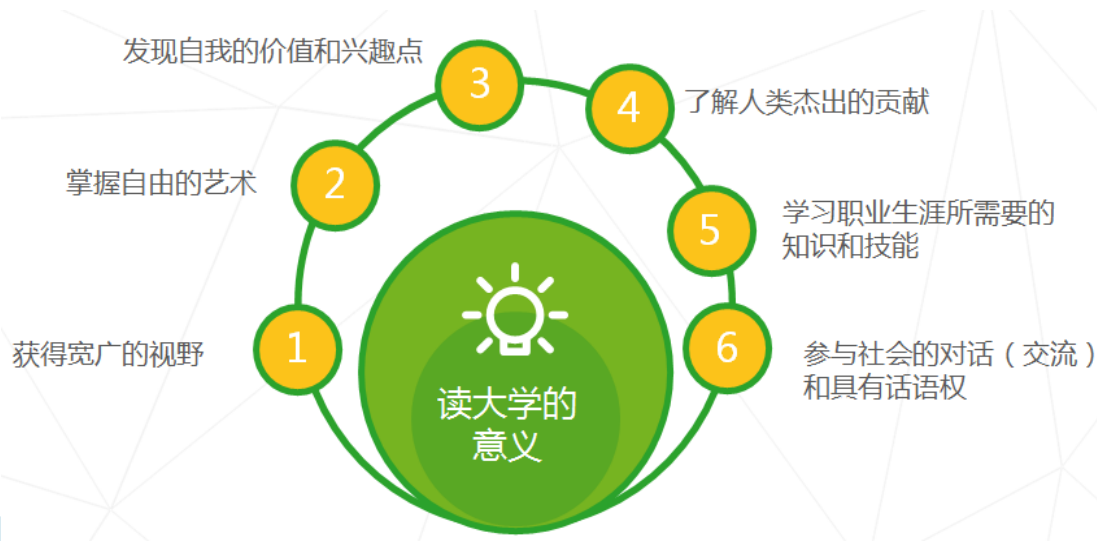 发现自我的价值和兴趣点
3
4
了解人类杰出的贡献
掌握自由的艺术
2
5
学习职业生涯所需要的
知识和技能
获得宽广的视野
1
6
参与社会的对话（交流）
和具有话语权
读大学的
意义